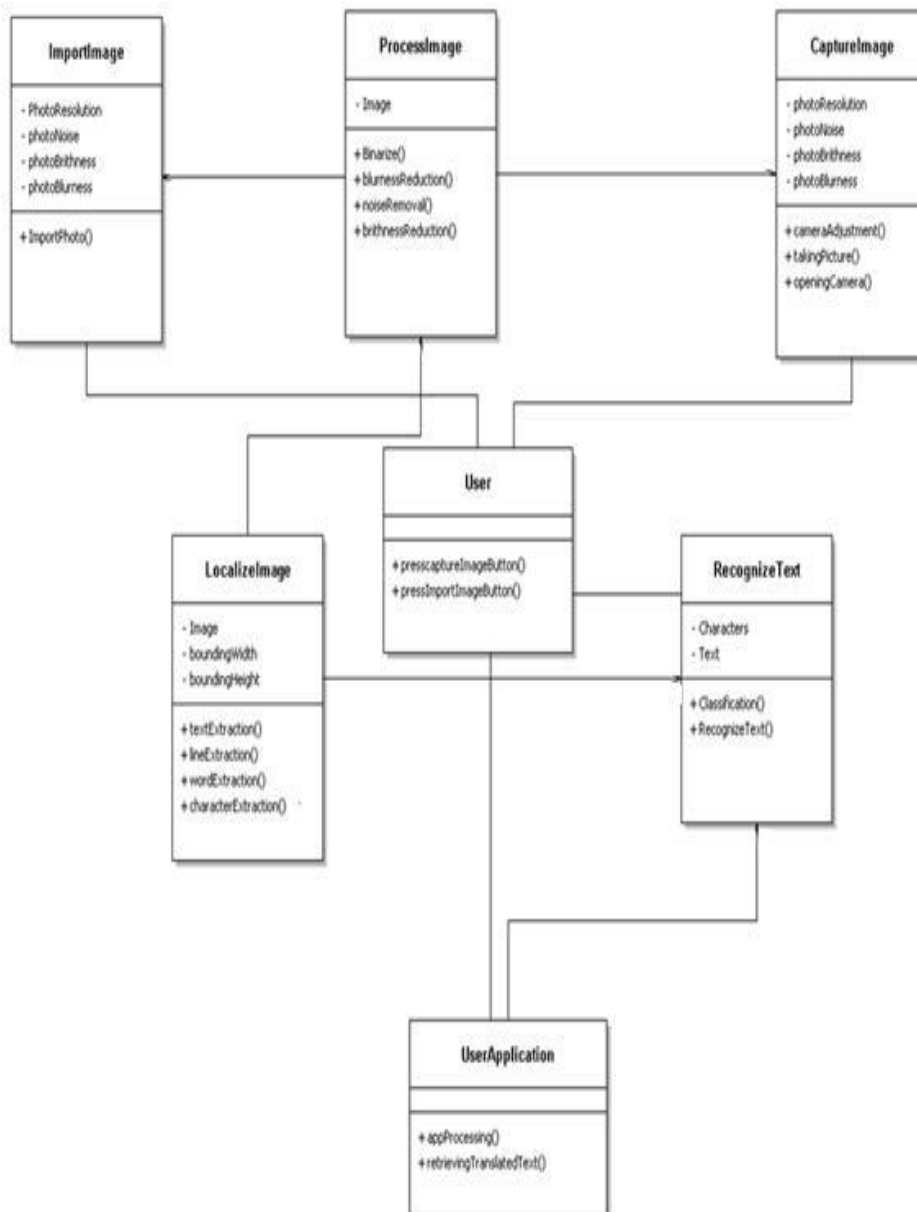 ImportImage
- PhotoResolution
- photoNoise
- photoBrithness
- photoBlurness
+ ImportPhoto()
ProcessImage
- Image
+ Binarize()
+ blurnessReduction()
+ noiseRemoval()
+ brithnessReduction()
CaptureImage
- photoResolution
- photoNoise
- photoBrithness
- photoBlurness
+ cameraAdjustment()
+ takingPicture()
+ openingCamera()
User
+ presscaptureImageButton()
+ pressImportImageButton()
LocalizeImage
- Image
- boundingWidth
- boundingHeight
+ textExtraction()
+ lineExtraction()
+ wordExtraction()
+ characterExtraction()
RecognizeText
- Characters
- Text
+ Classification()
+ RecognizeText()
UserApplication
+ appProcessing()
+ retrievingTranslatedText()